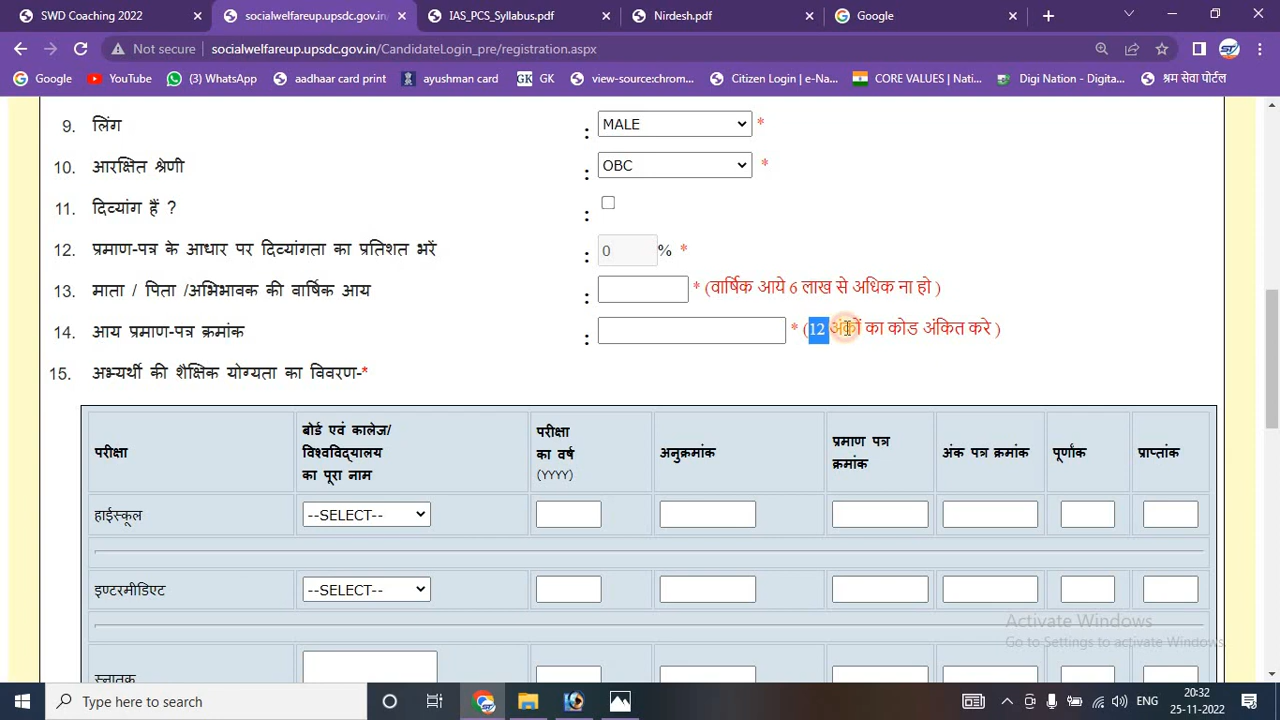 SWD Coaching 2022
socialwelfareup.upsdc.gov.in/
IAS_PCS_Syllabus.pdf
Nirdesh.pdf
Google
Not secure
socialwelfareup.upsdc.gov.in/CandidateLogin_pre/registration.aspx
Google
YouTube
(3) WhatsApp
aadhaar card print
ayushman card
GK GK
view-source:chrom...
Citizen Login | e-Na...
CORE VALUES | Nati...
Digi Nation - Digita...
श्रम सेवा पोर्टल
9. लिंग : MALE *
10. आरक्षित श्रेणी : OBC *
11. दिव्यांग हैं ? :
12. प्रमाण-पत्र के आधार पर दिव्यांगता का प्रतिशत भरें : 0 % *
13. माता / पिता /अभिभावक की वार्षिक आय : * (वार्षिक आये 6 लाख से अधिक ना हो )
14. आय प्रमाण-पत्र क्रमांक : * (12 अंकों का कोड अंकित करे )
15. अभ्यर्थी की शैक्षिक योग्यता का विवरण-*
परीक्षा
बोर्ड एवं कालेज/
विश्वविद्यालय
का पूरा नाम
परीक्षा
का वर्ष
(YYYY)
अनुक्रमांक
प्रमाण पत्र
क्रमांक
अंक पत्र क्रमांक
पूर्णांक
प्राप्तांक
हाईस्कूल
--SELECT--
इण्टरमीडिएट
--SELECT--
स्नातक
Activate Windows
Go to Settings to activate Windows.
Type here to search
ENG
20:32
25-11-2022